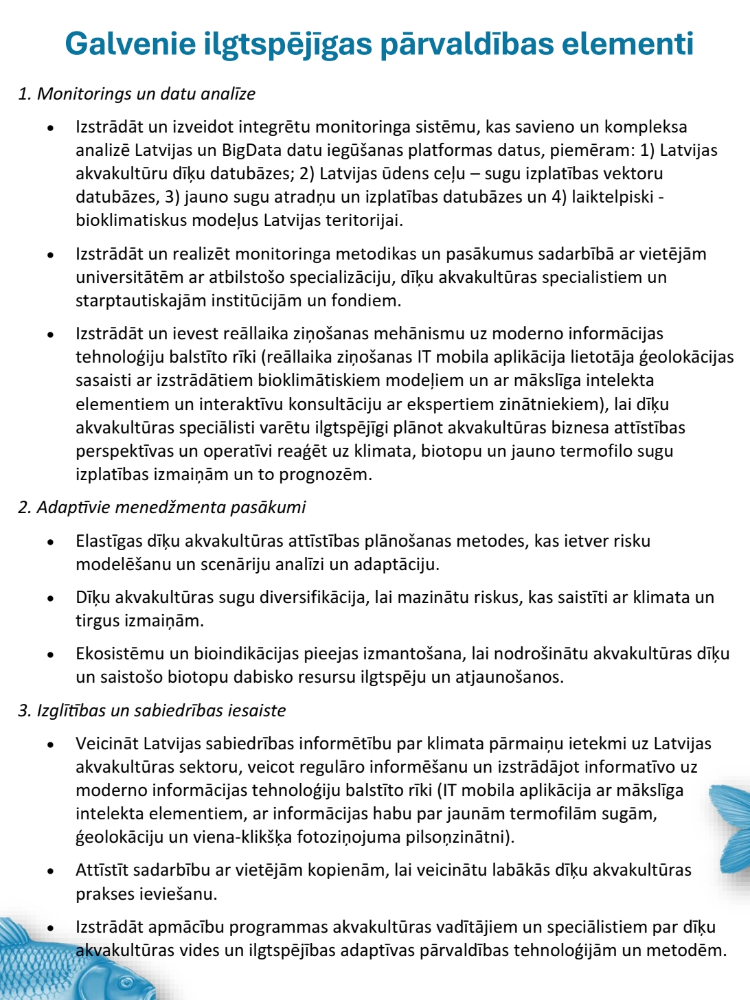 Galvenie ilgtspējīgas pārvaldības elementi
1. Monitorings un datu analīze
• Izstrādāt un izveidot integrētu monitoringa sistēmu, kas savieno un kompleksa
analizē Latvijas un BigData datu iegūšanas platformas datus, piemēram: 1) Latvijas
akvakultūru dīķu datubāzes; 2) Latvijas ūdens ceļu – sugu izplatības vektoru
datubāzes, 3) jauno sugu atradņu un izplatības datubāzes un 4) laiktelpiski -
bioklimatiskus modeļus Latvijas teritorijai.
• Izstrādāt un realizēt monitoringa metodikas un pasākumus sadarbībā ar vietējām
universitātēm ar atbilstošo specializāciju, dīķu akvakultūras specialistiem un
starptautiskajām institūcijām un fondiem.
• Izstrādāt un ievest reāllaika ziņošanas mehānismu uz moderno informācijas
tehnoloģiju balstīto rīki (reāllaika ziņošanas IT mobila aplikācija lietotāja ģeolokācijas
sasaisti ar izstrādātiem bioklimātiskiem modeļiem un ar mākslīga intelekta
elementiem un interaktīvu konsultāciju ar ekspertiem zinātniekiem), lai dīķu
akvakultūras speciālisti varētu ilgtspējīgi plānot akvakultūras biznesa attīstības
perspektīvas un operatīvi reaģēt uz klimata, biotopu un jauno termofilo sugu
izplatības izmaiņām un to prognozēm.
2. Adaptīvie menedžmenta pasākumi
• Elastīgas dīķu akvakultūras attīstības plānošanas metodes, kas ietver risku
modelēšanu un scenāriju analīzi un adaptāciju.
• Dīķu akvakultūras sugu diversifikācija, lai mazinātu riskus, kas saistīti ar klimata un
tirgus izmaiņām.
• Ekosistēmu un bioindikācijas pieejas izmantošana, lai nodrošinātu akvakultūras dīķu
un saistošo biotopu dabisko resursu ilgtspēju un atjaunošanos.
3. Izglītības un sabiedrības iesaiste
• Veicināt Latvijas sabiedrības informētību par klimata pārmaiņu ietekmi uz Latvijas
akvakultūras sektoru, veicot regulāro informēšanu un izstrādājot informatīvo uz
moderno informācijas tehnoloģiju balstīto rīki (IT mobila aplikācija ar mākslīga
intelekta elementiem, ar informācijas habu par jaunām termofilām sugām,
ģeolokāciju un viena-klikšķa fotoziņojuma pilsoņzinātni).
• Attīstīt sadarbību ar vietējām kopienām, lai veicinātu labākās dīķu akvakultūras
prakses ieviešanu.
• Izstrādāt apmācību programmas akvakultūras vadītājiem un speciālistiem par dīķu
akvakultūras vides un ilgtspējības adaptīvas pārvaldības tehnoloģijām un metodēm.